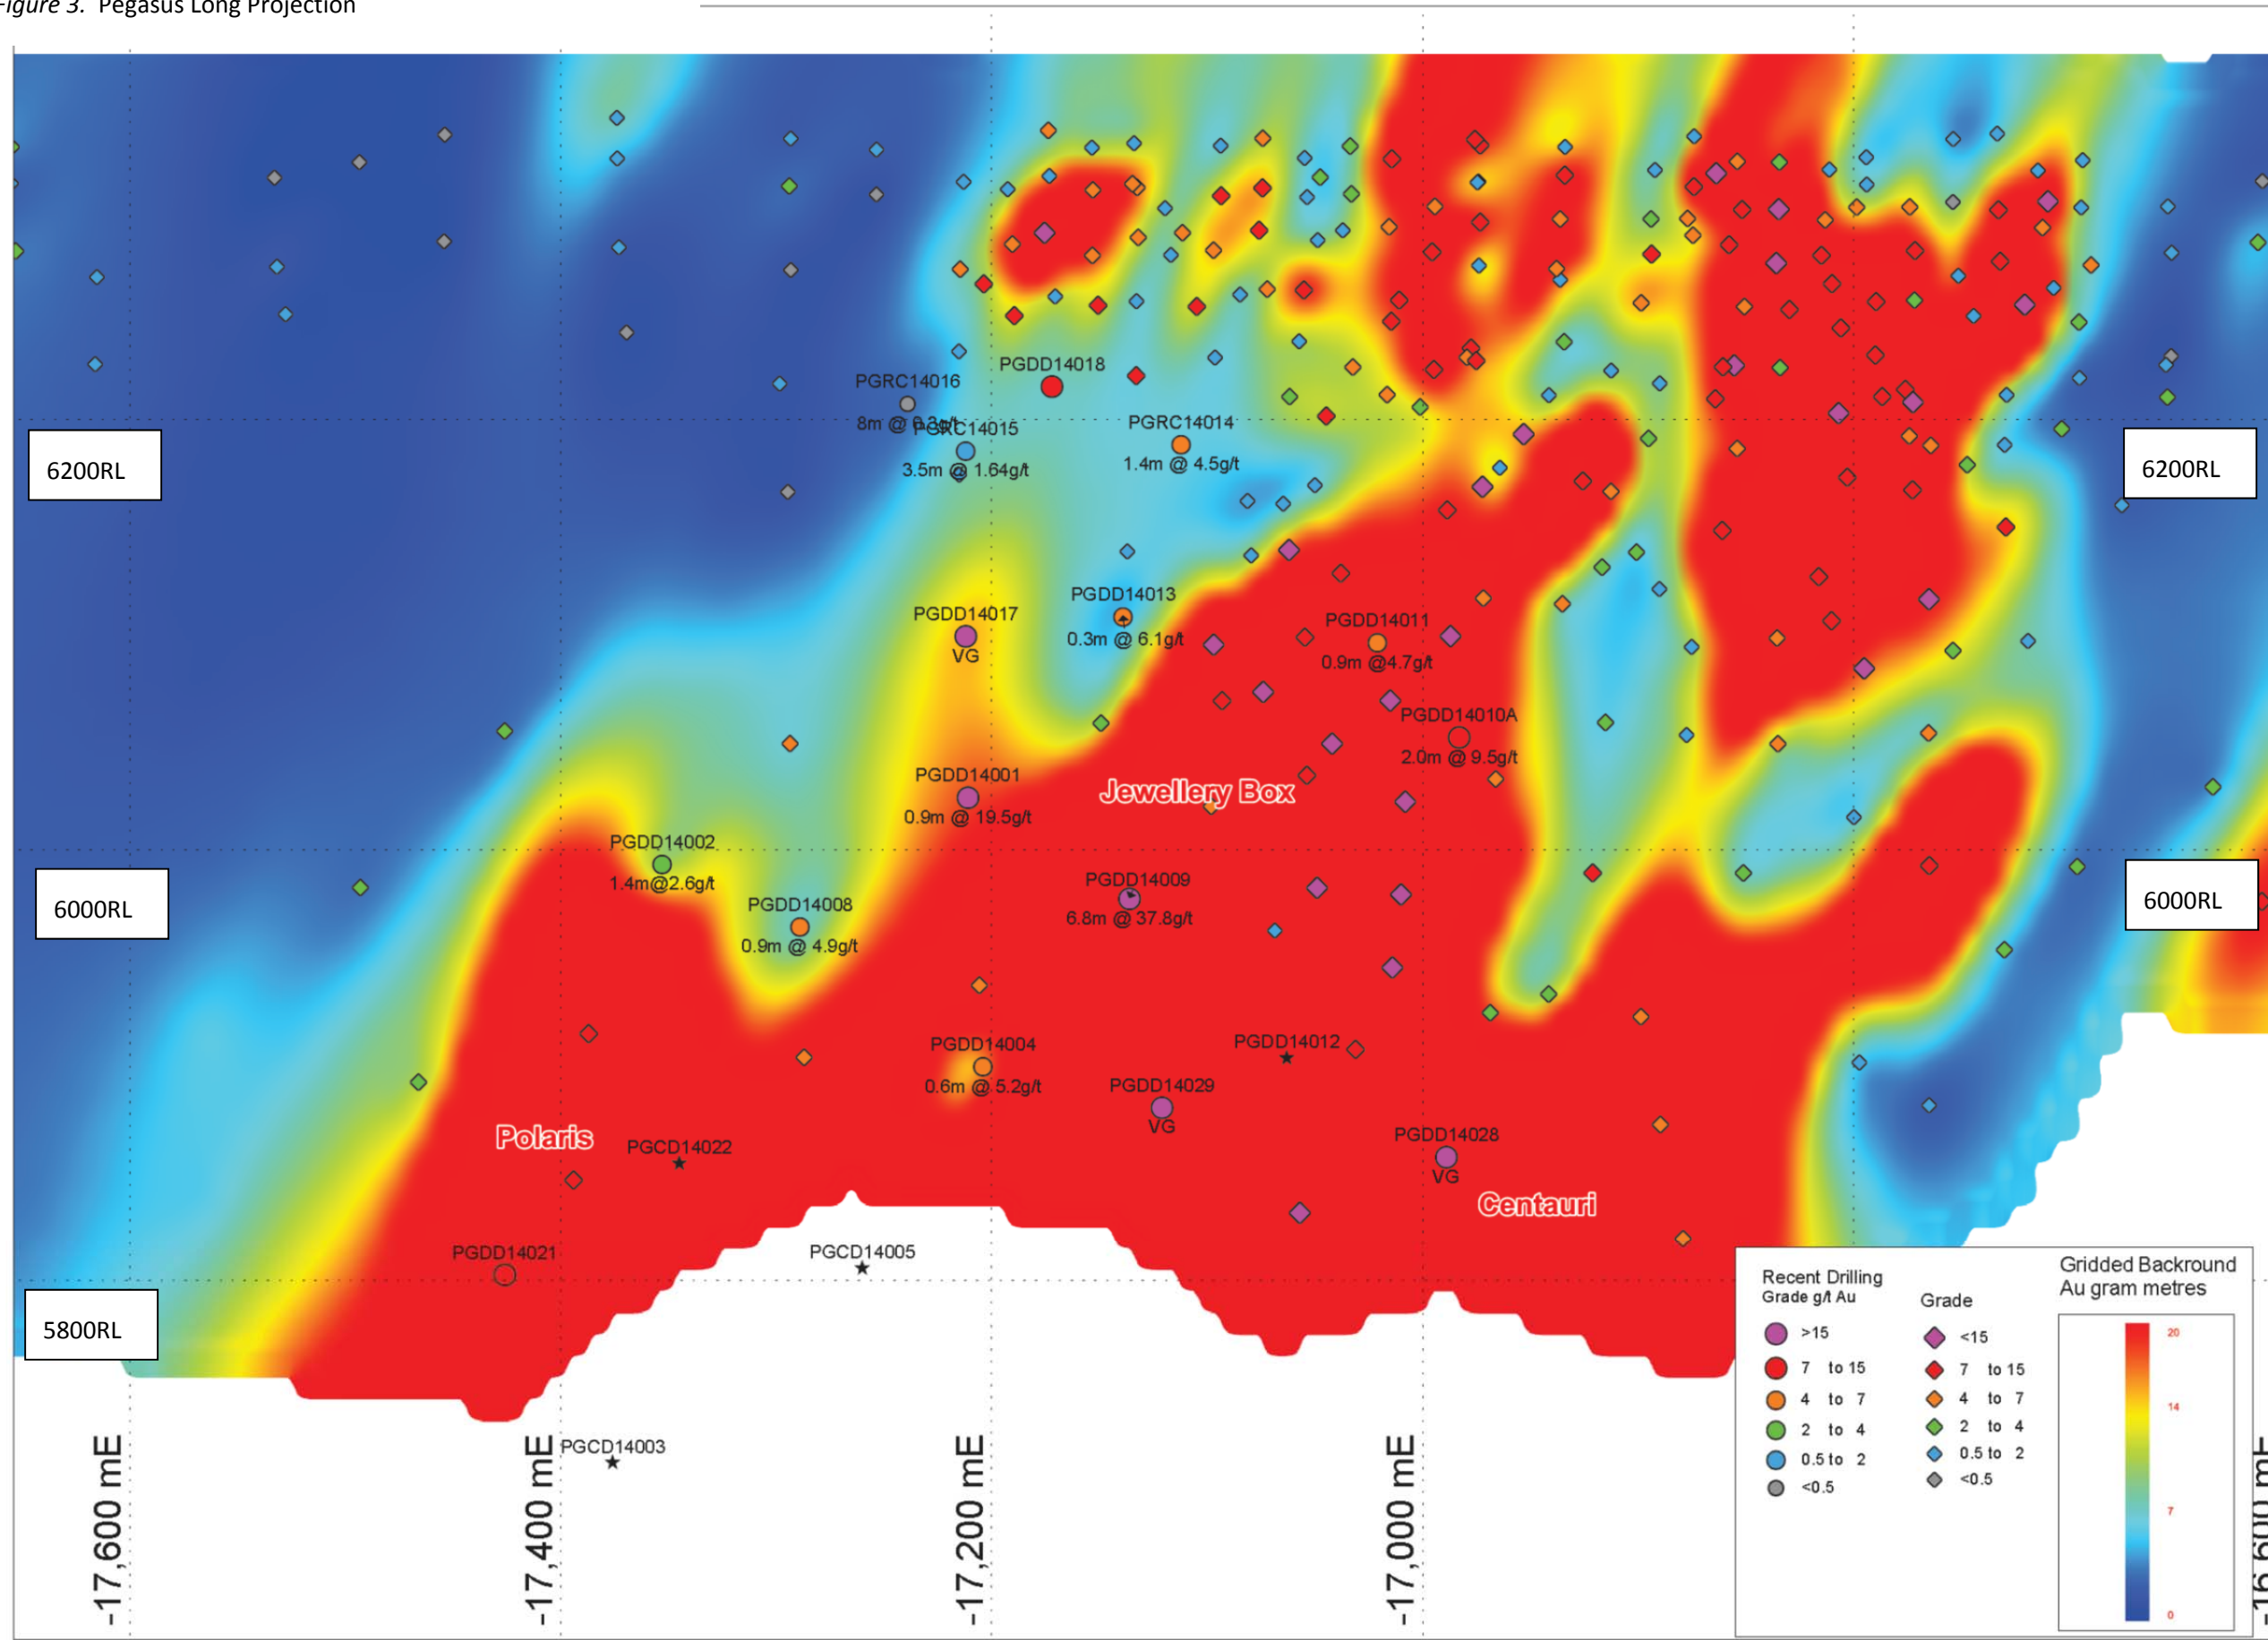 Figure 3. Pegasus Long Projection
PGDD14018
PGRC14016
8m @ 0.3g/t
PGRC14015
3.5m @ 1.64g/t
PGRC14014
1.4m @ 4.5g/t
6200RL
6200RL
PGDD14013
0.3m @ 6.1g/t
PGDD14017
VG
PGDD14011
0.9m @4.7g/t
PGDD14010A
2.0m @ 9.5g/t
PGDD14001
0.9m @ 19.5g/t
Jewellery Box
PGDD14002
1.4m@2.6g/t
PGDD14009
6.8m @ 37.8g/t
PGDD14008
0.9m @ 4.9g/t
6000RL
6000RL
PGDD14004
0.6m @ 5.2g/t
PGDD14012
PGDD14029
VG
Polaris
PGCD14022
PGDD14028
VG
Centauri
PGDD14021
PGCD14005
5800RL
PGCD14003
-17,600 mE
-17,400 mE
-17,200 mE
-17,000 mE
-16,600 mE
Recent Drilling
Grade g/t Au
>15
7 to 15
4 to 7
2 to 4
0.5 to 2
<0.5
Grade
<15
7 to 15
4 to 7
2 to 4
0.5 to 2
<0.5
Gridded Backround
Au gram metres
20
14
7
0